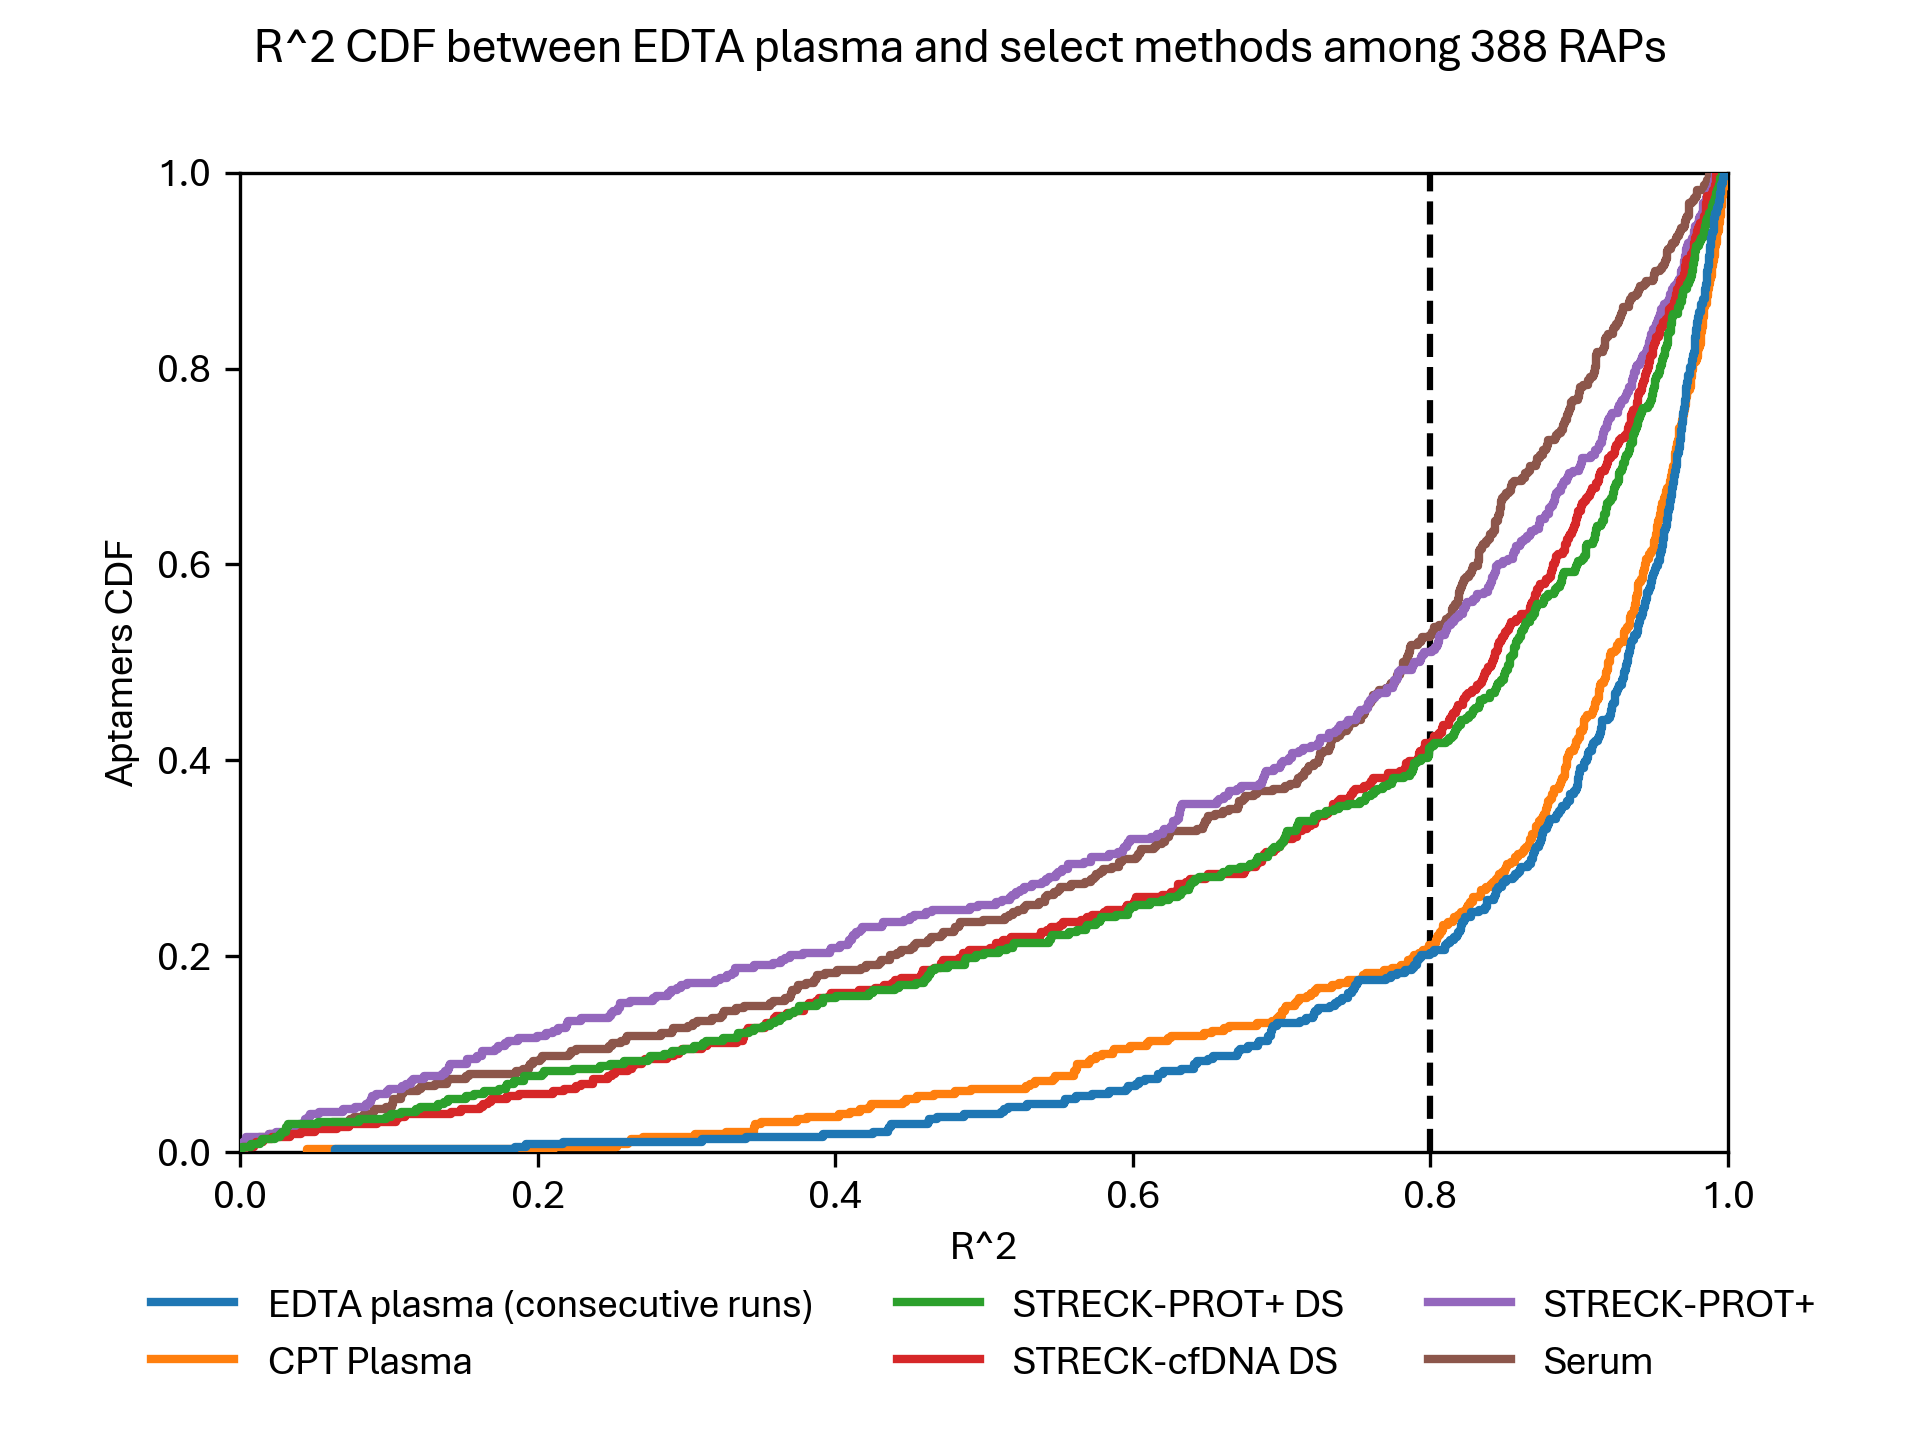 R^2 CDF between EDTA plasma and select methods among 388 RAPs
1.0
0.8
0.6
0.4
0.2
0.0
Aptamers CDF
0.0 0.2 0.4 0.6 0.8 1.0
R^2
EDTA plasma (consecutive runs) STRECK-PROT+ DS STRECK-PROT+
CPT Plasma STRECK-cfDNA DS Serum